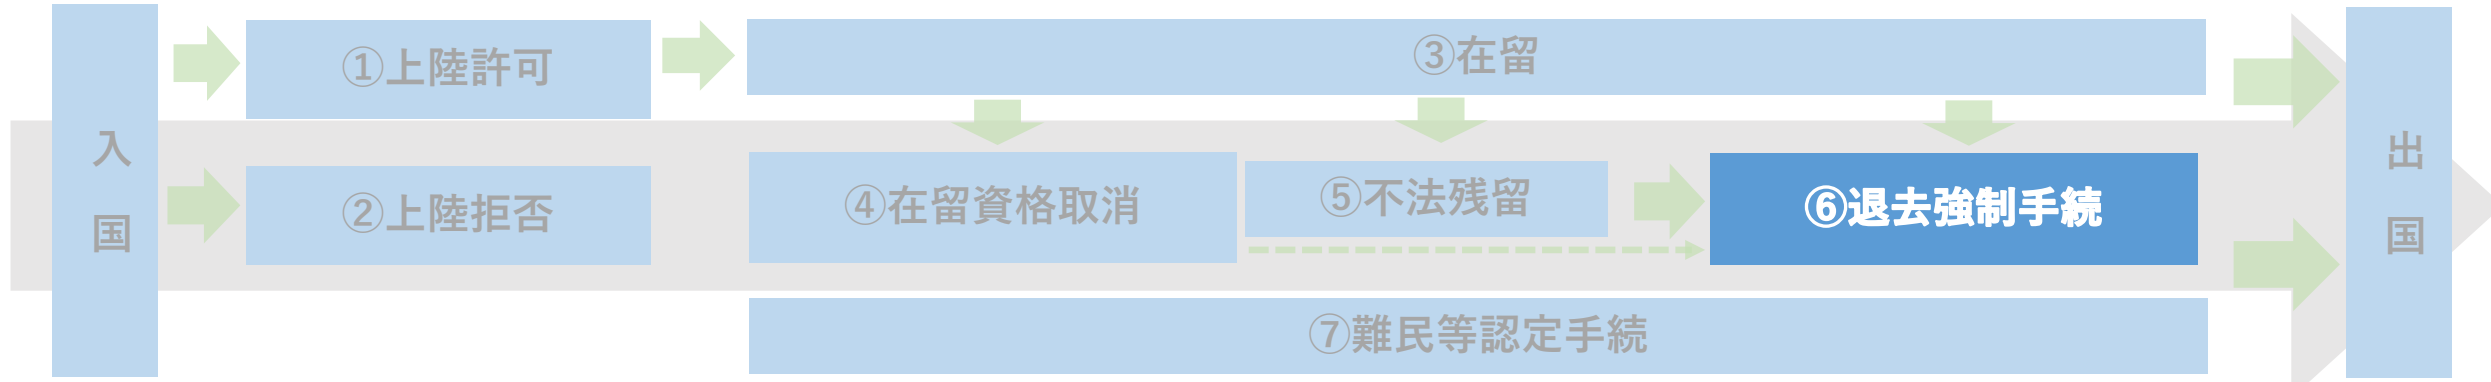 入国
①上陸許可
②上陸拒否
③在留
④在留資格取消
⑤不法残留
⑥退去強制手続
⑦難民等認定手続
出国